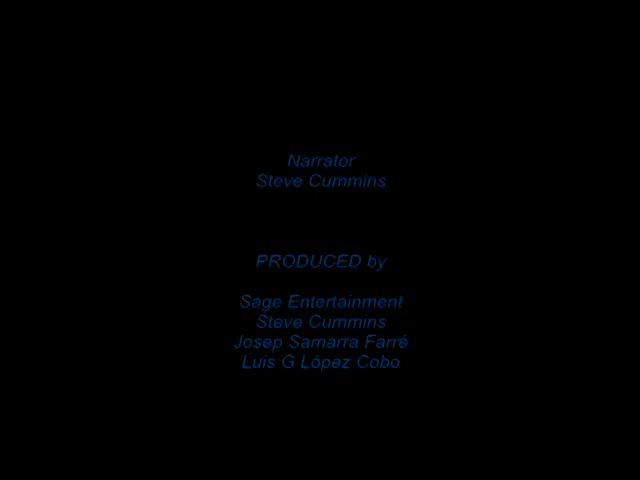 Narrator
Steve Cummins
PRODUCED by
Sage Entertainment
Steve Cummins
Josep Samarra Farré
Luis G López Cobo